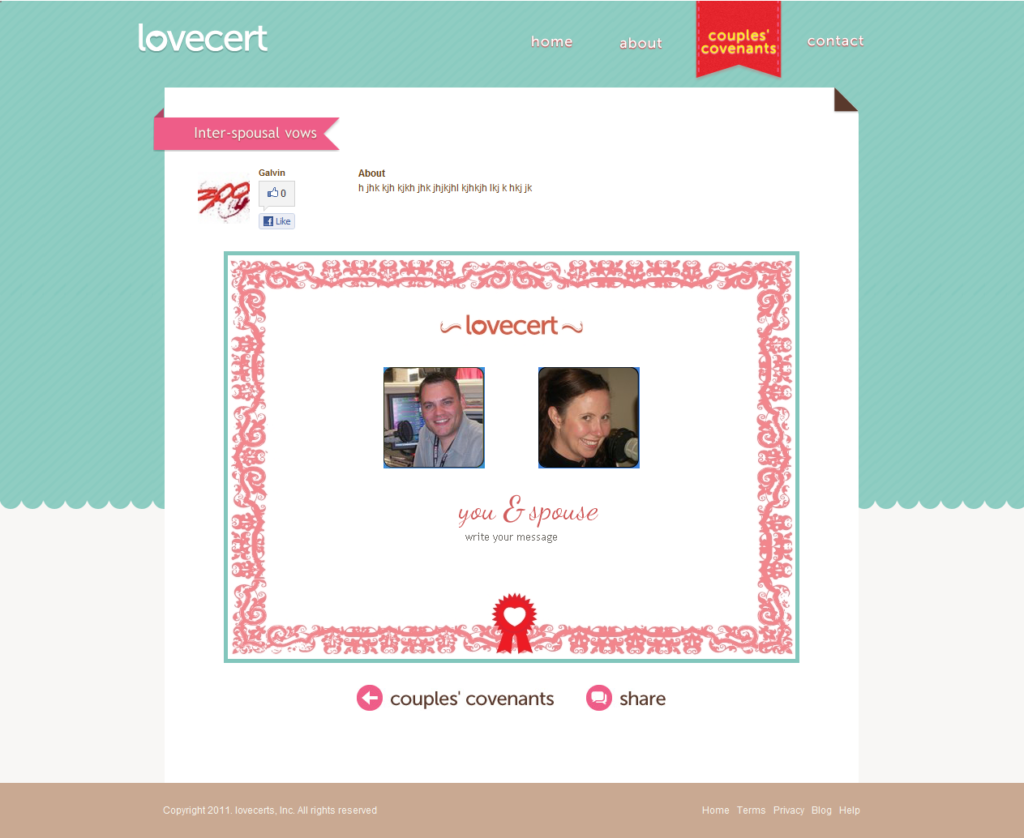 lovecert
home about couples' covenants contact
Inter-spousal vows
Galvin
0
Like
About
h jhk kjh kjkh jhk jhjkjhl kjhkjh lkj k hkj jk
lovecert
you & spouse
write your message
couples' covenants share
Copyright 2011. lovecerts, Inc. All rights reserved
Home Terms Privacy Blog Help